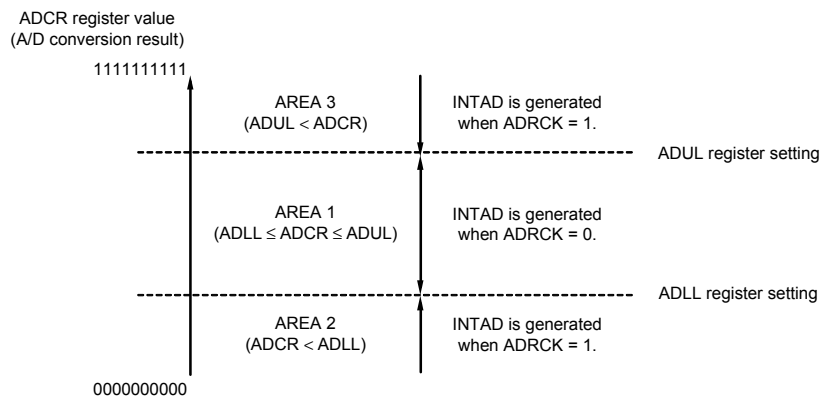 ADCR register value
(A/D conversion result)
1111111111
AREA 3
(ADUL < ADCR)
INTAD is generated
when ADRCK = 1.
ADUL register setting
AREA 1
(ADLL ≤ ADCR ≤ ADUL)
INTAD is generated
when ADRCK = 0.
ADLL register setting
AREA 2
(ADCR < ADLL)
INTAD is generated
when ADRCK = 1.
0000000000